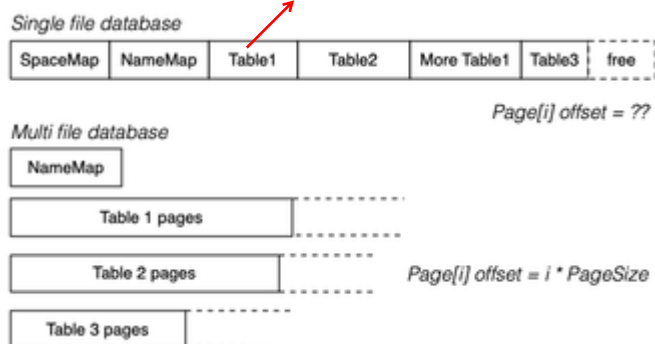 Single file database
SpaceMap NameMap Table1 Table2 More Table1 Table3 free
Page[i] offset = ??
Multi file database
NameMap
Table 1 pages
Table 2 pages
Page[i] offset = i * PageSize
Table 3 pages